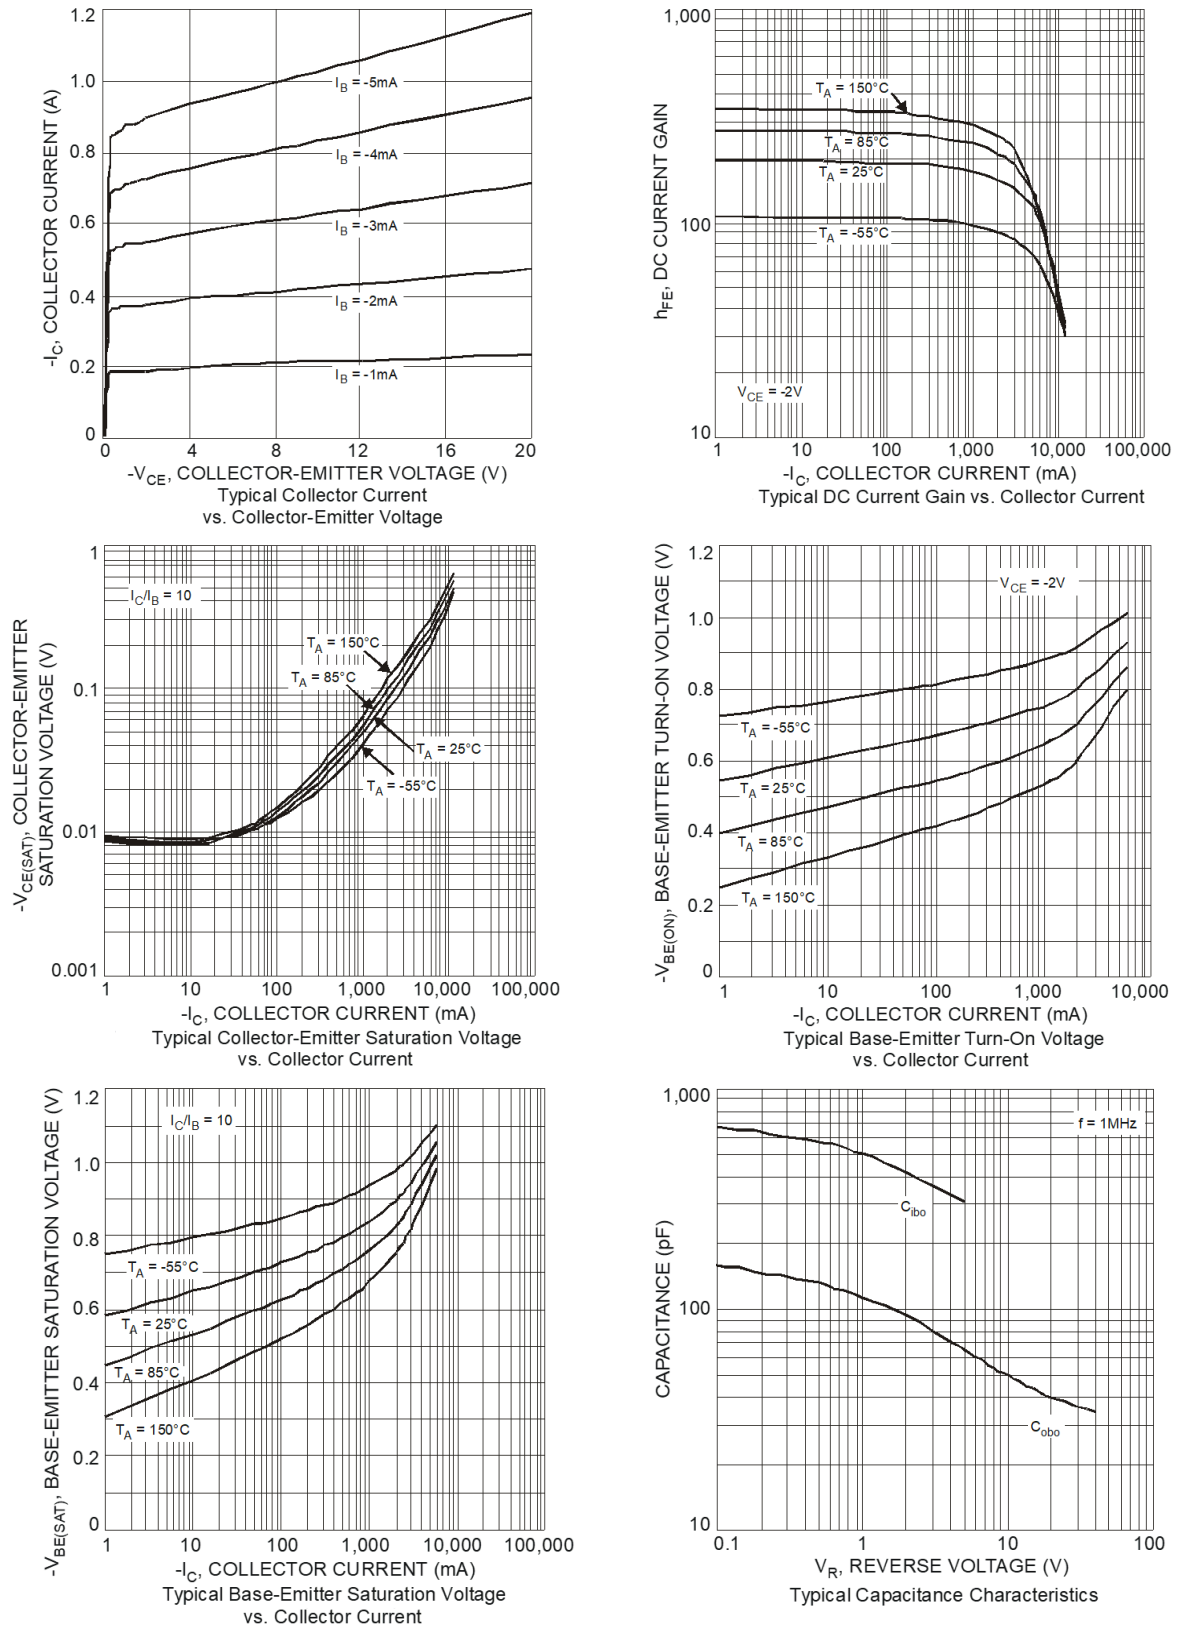 1.2
1.0
0.8
0.6
0.4
0.2
0
-I_C, COLLECTOR CURRENT (A)
I_B = -5mA
I_B = -4mA
I_B = -3mA
I_B = -2mA
I_B = -1mA
0 4 8 12 16 20
-V_CE, COLLECTOR-EMITTER VOLTAGE (V)
Typical Collector Current
vs. Collector-Emitter Voltage
1,000
100
10
h_FE, DC CURRENT GAIN
T_A = 150°C
T_A = 85°C
T_A = 25°C
T_A = -55°C
V_CE = -2V
1 10 100 1,000 10,000 100,000
-I_C, COLLECTOR CURRENT (mA)
Typical DC Current Gain vs. Collector Current
1
0.1
0.01
0.001
-V_CE(SAT), COLLECTOR-EMITTER
SATURATION VOLTAGE (V)
I_C/I_B = 10
T_A = 150°C
T_A = 85°C
T_A = 25°C
T_A = -55°C
1 10 100 1,000 10,000 100,000
-I_C, COLLECTOR CURRENT (mA)
Typical Collector-Emitter Saturation Voltage
vs. Collector Current
1.2
1.0
0.8
0.6
0.4
0.2
0
-V_BE(ON), BASE-EMITTER TURN-ON VOLTAGE (V)
V_CE = -2V
T_A = -55°C
T_A = 25°C
T_A = 85°C
T_A = 150°C
1 10 100 1,000 10,000
-I_C, COLLECTOR CURRENT (mA)
Typical Base-Emitter Turn-On Voltage
vs. Collector Current
1.2
1.0
0.8
0.6
0.4
0.2
0
-V_BE(SAT), BASE-EMITTER SATURATION VOLTAGE (V)
I_C/I_B = 10
T_A = -55°C
T_A = 25°C
T_A = 85°C
T_A = 150°C
1 10 100 1,000 10,000 100,000
-I_C, COLLECTOR CURRENT (mA)
Typical Base-Emitter Saturation Voltage
vs. Collector Current
1,000
100
10
CAPACITANCE (pF)
f = 1MHz
C_ibo
C_obo
0.1 1 10 100
V_R, REVERSE VOLTAGE (V)
Typical Capacitance Characteristics